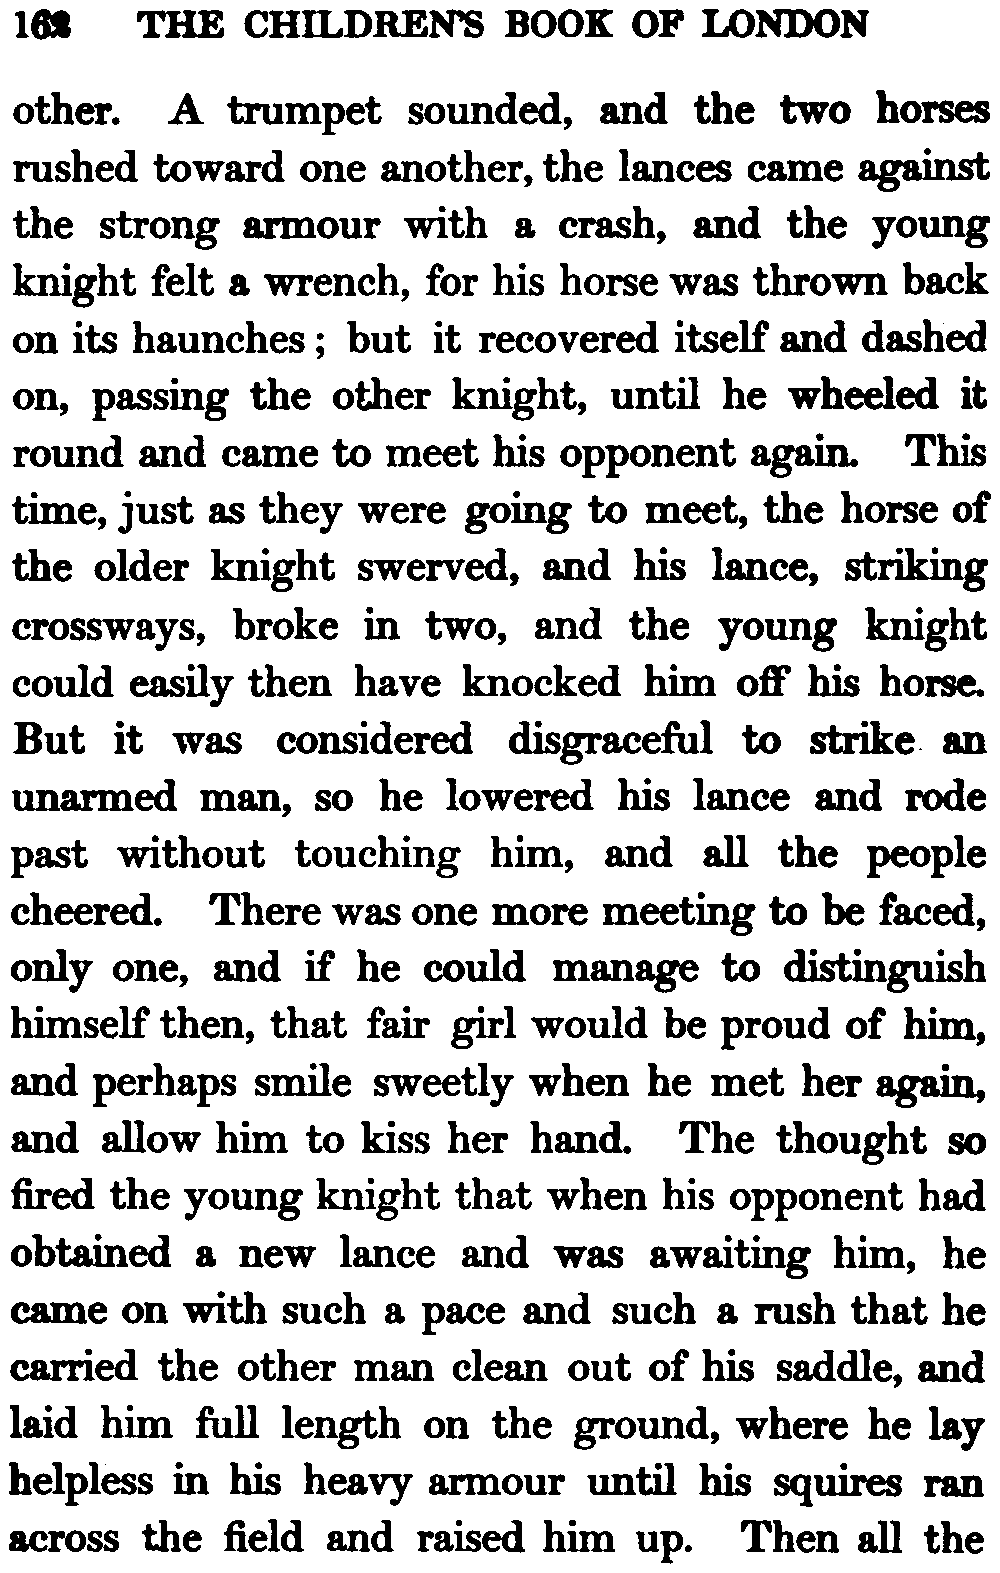 162 THE CHILDREN'S BOOK OF LONDON
other. A trumpet sounded, and the two horses
rushed toward one another, the lances came against
the strong armour with a crash, and the young
knight felt a wrench, for his horse was thrown back
on its haunches; but it recovered itself and dashed
on, passing the other knight, until he wheeled it
round and came to meet his opponent again. This
time, just as they were going to meet, the horse of
the older knight swerved, and his lance, striking
crossways, broke in two, and the young knight
could easily then have knocked him off his horse.
But it was considered disgraceful to strike an
unarmed man, so he lowered his lance and rode
past without touching him, and all the people
cheered. There was one more meeting to be faced,
only one, and if he could manage to distinguish
himself then, that fair girl would be proud of him,
and perhaps smile sweetly when he met her again,
and allow him to kiss her hand. The thought so
fired the young knight that when his opponent had
obtained a new lance and was awaiting him, he
came on with such a pace and such a rush that he
carried the other man clean out of his saddle, and
laid him full length on the ground, where he lay
helpless in his heavy armour until his squires ran
across the field and raised him up. Then all the